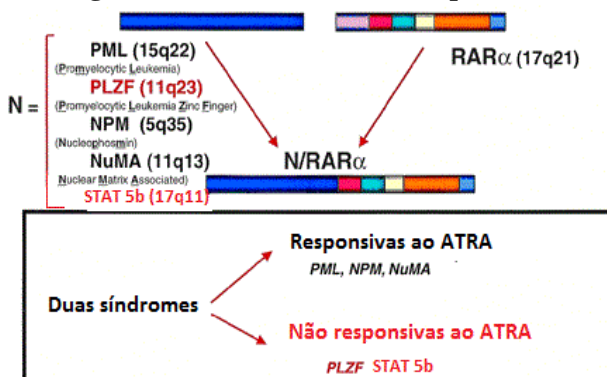 PML (15q22)
(Promyelocytic Leukemia)
PLZF (11q23)
(Promyelocytic Leukemia Zinc Finger)
N =
NPM (5q35)
(Nucleophosmin)
NuMA (11q13)
(Nuclear Matrix Associated)
STAT 5b (17q11)
RARα (17q21)
N/RARα
Responsivas ao ATRA
PML, NPM, NuMA
Duas síndromes
Não responsivas ao ATRA
PLZF STAT 5b